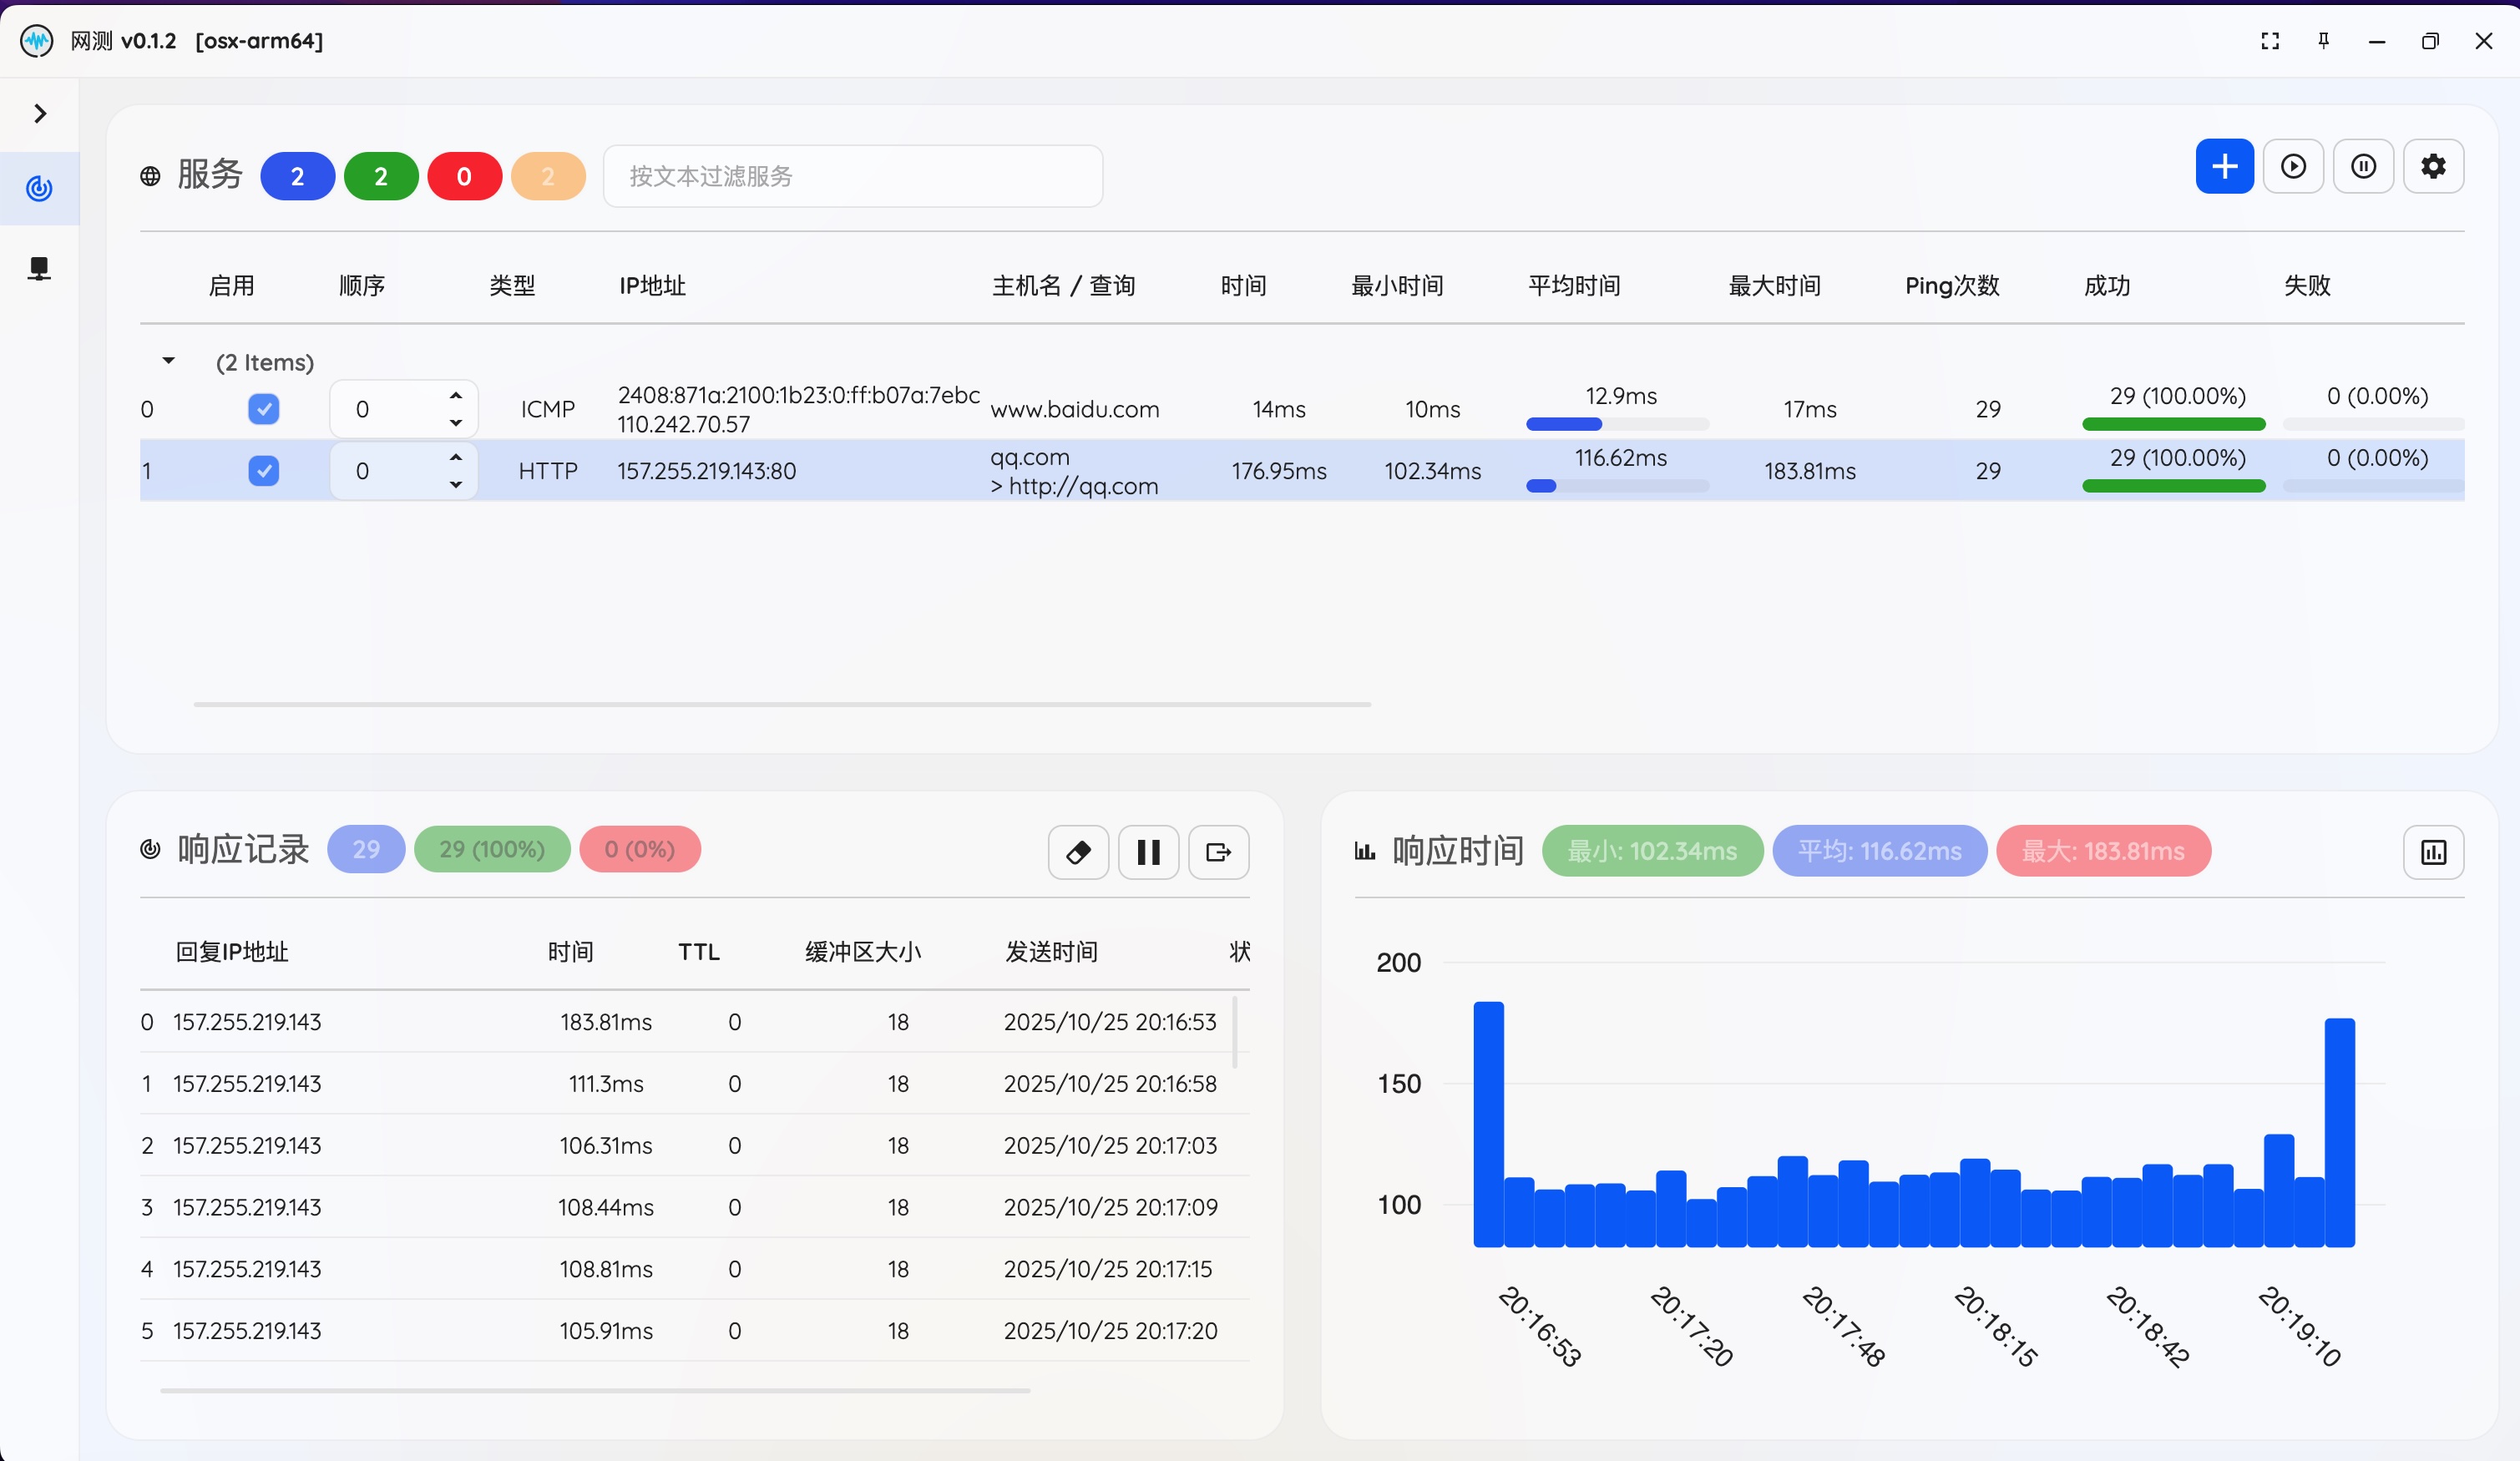 网测 v0.1.2 [osx-arm64]
服务 2 2 0 2 按文本过滤服务
启用 顺序 类型 IP地址 主机名 / 查询 时间 最小时间 平均时间 最大时间 Ping次数 成功 失败
(2 Items)
0 0 ICMP 2408:871a:2100:1b23:0:ff:b07a:7ebc
110.242.70.57 www.baidu.com 14ms 10ms 12.9ms 17ms 29 29 (100.00%) 0 (0.00%)
1 0 HTTP 157.255.219.143:80 qq.com
> http://qq.com 176.95ms 102.34ms 116.62ms 183.81ms 29 29 (100.00%) 0 (0.00%)
响应记录 29 29 (100%) 0 (0%)
回复IP地址 时间 TTL 缓冲区大小 发送时间 状
0 157.255.219.143 183.81ms 0 18 2025/10/25 20:16:53
1 157.255.219.143 111.3ms 0 18 2025/10/25 20:16:58
2 157.255.219.143 106.31ms 0 18 2025/10/25 20:17:03
3 157.255.219.143 108.44ms 0 18 2025/10/25 20:17:09
4 157.255.219.143 108.81ms 0 18 2025/10/25 20:17:15
5 157.255.219.143 105.91ms 0 18 2025/10/25 20:17:20
响应时间 最小: 102.34ms 平均: 116.62ms 最大: 183.81ms
200
150
100
20:16:53 20:17:20 20:17:48 20:18:15 20:18:42 20:19:10